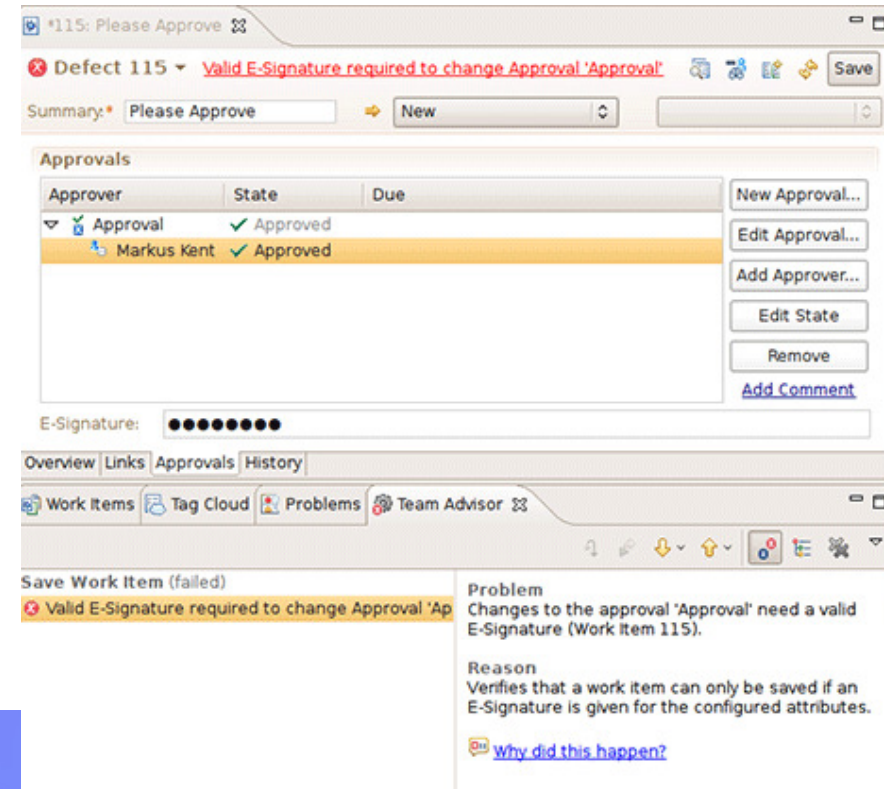 *115: Please Approve
Defect 115 Valid E-Signature required to change Approval 'Approval' Save
Summary:* Please Approve New
Approvals
Approver State Due New Approval...
Approval Approved Edit Approval...
Markus Kent Approved
Add Approver...
Edit State
Remove
Add Comment
E-Signature: ●●●●●●●●
Overview Links Approvals History
Work Items Tag Cloud Problems Team Advisor
Save Work Item (failed)
Valid E-Signature required to change Approval 'Ap
Problem
Changes to the approval 'Approval' need a valid
E-Signature (Work Item 115).
Reason
Verifies that a work item can only be saved if an
E-Signature is given for the configured attributes.
Why did this happen?